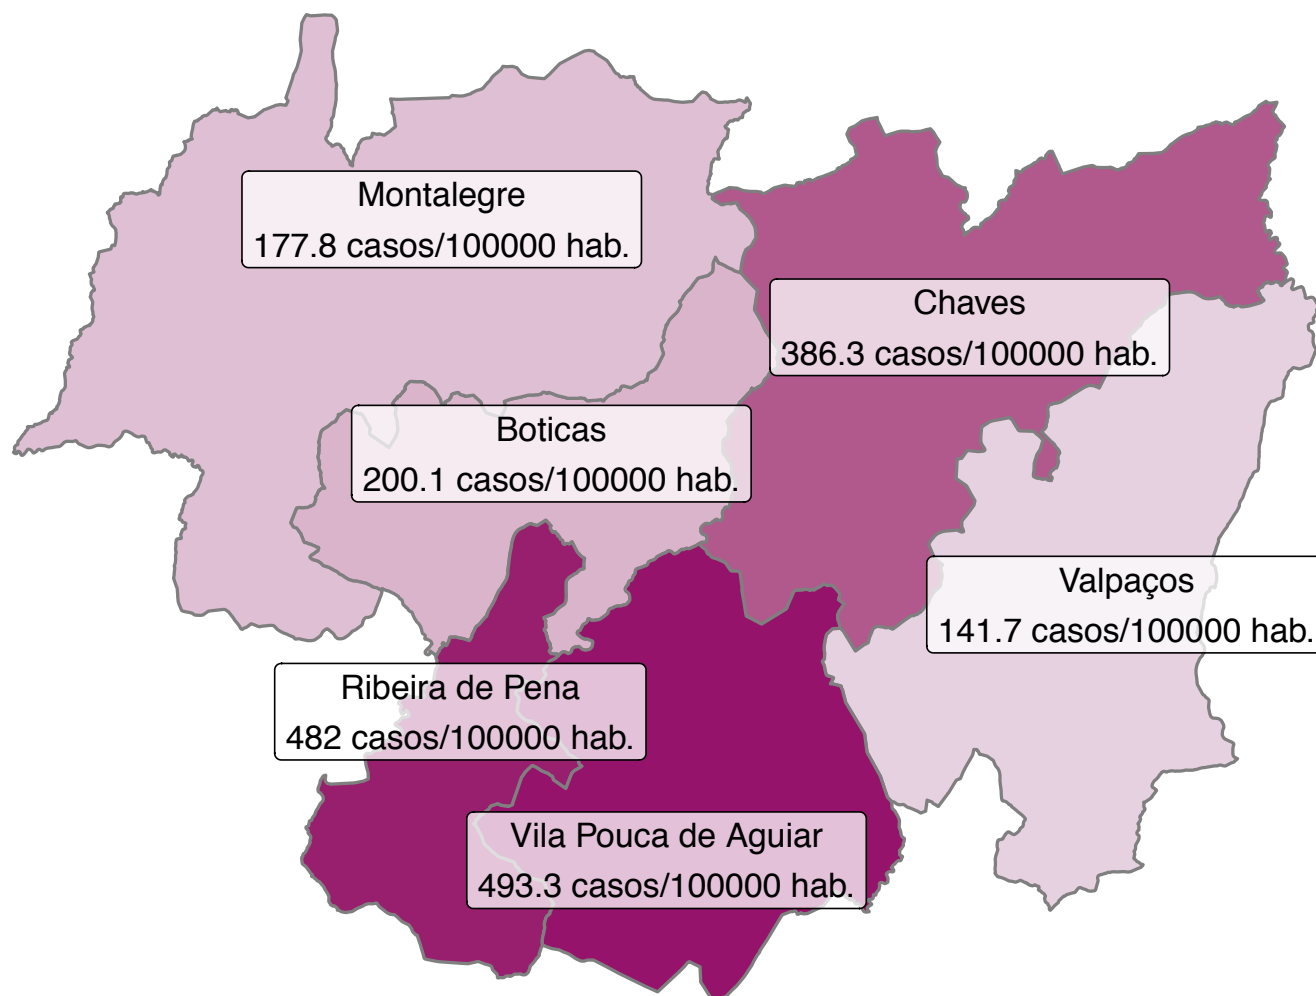 Montalegre
177.8 casos/100000 hab.
Chaves
386.3 casos/100000 hab.
Boticas
200.1 casos/100000 hab.
Valpaços
141.7 casos/100000 hab.
Ribeira de Pena
482 casos/100000 hab.
Vila Pouca de Aguiar
493.3 casos/100000 hab.